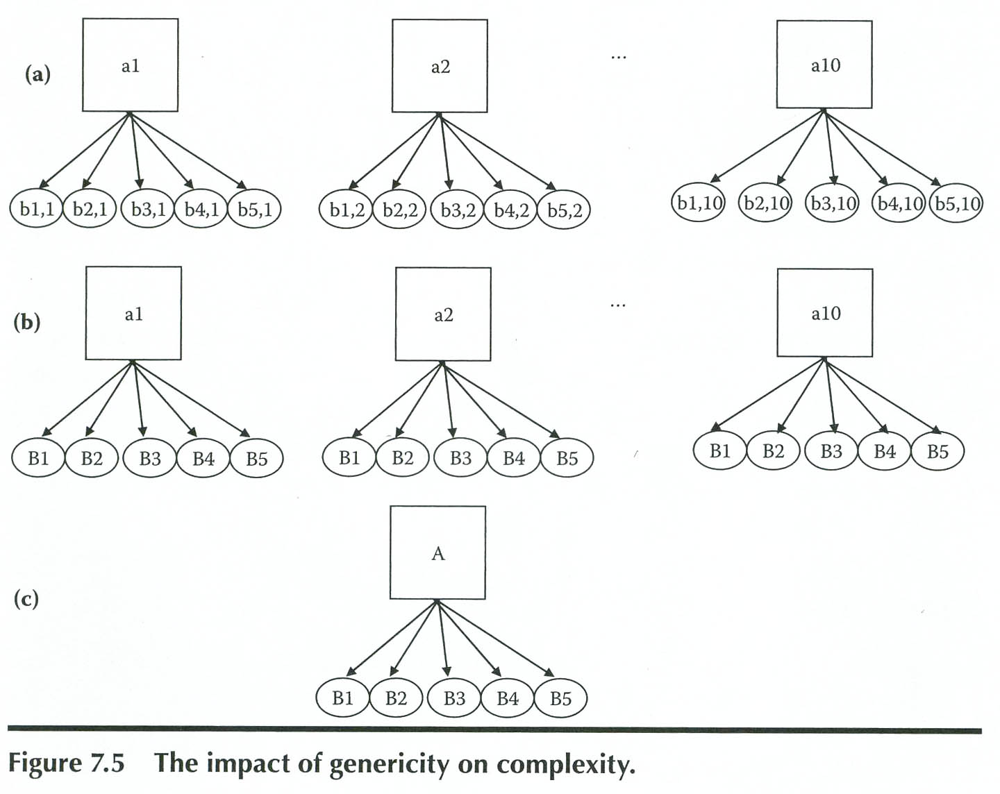 (a) a1 a2 ... a10
b1,1 b2,1 b3,1 b4,1 b5,1 b1,2 b2,2 b3,2 b4,2 b5,2 b1,10 b2,10 b3,10 b4,10 b5,10
(b) a1 a2 ... a10
B1 B2 B3 B4 B5 B1 B2 B3 B4 B5 B1 B2 B3 B4 B5
(c) A
B1 B2 B3 B4 B5
Figure 7.5 The impact of genericity on complexity.